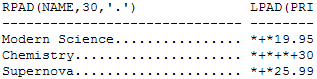 RPAD(NAME,30,'.')              LPAD(PRI
------------------------------ --------
Modern Science................ *+*19.95
Chemistry..................... *+*+*+30
Supernova..................... *+*25.99